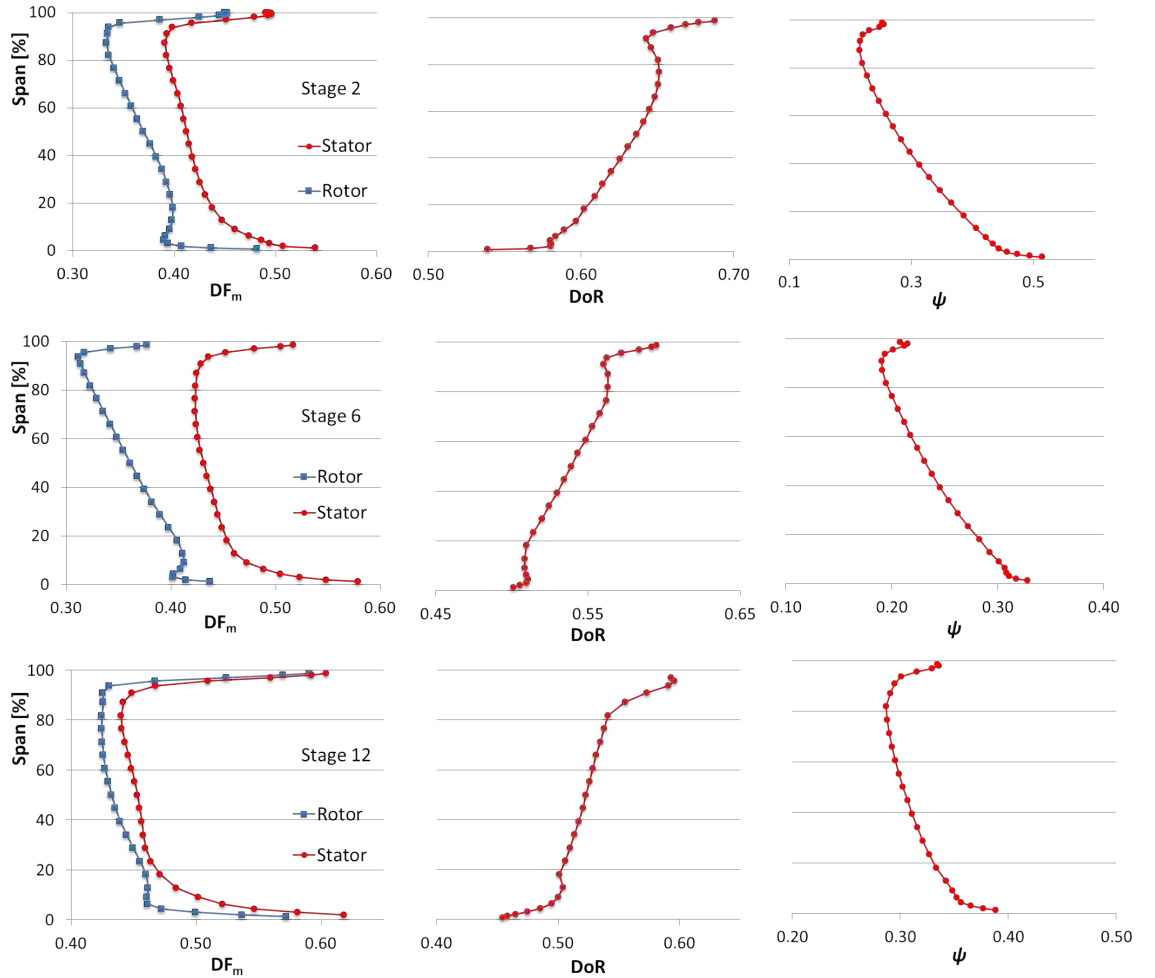 Span [%]
100
80
60
40
20
0
Stage 2
Stator
Rotor
0.30 0.40 0.50 0.60
DFm
0.50 0.60 0.70
DoR
0.1 0.3 0.5
ψ
Span [%]
100
80
60
40
20
0
Stage 6
Rotor
Stator
0.30 0.40 0.50 0.60
DFm
0.45 0.55 0.65
DoR
0.10 0.20 0.30 0.40
ψ
Span [%]
100
80
60
40
20
0
Stage 12
Rotor
Stator
0.40 0.50 0.60
DFm
0.40 0.50 0.60
DoR
0.20 0.30 0.40 0.50
ψ